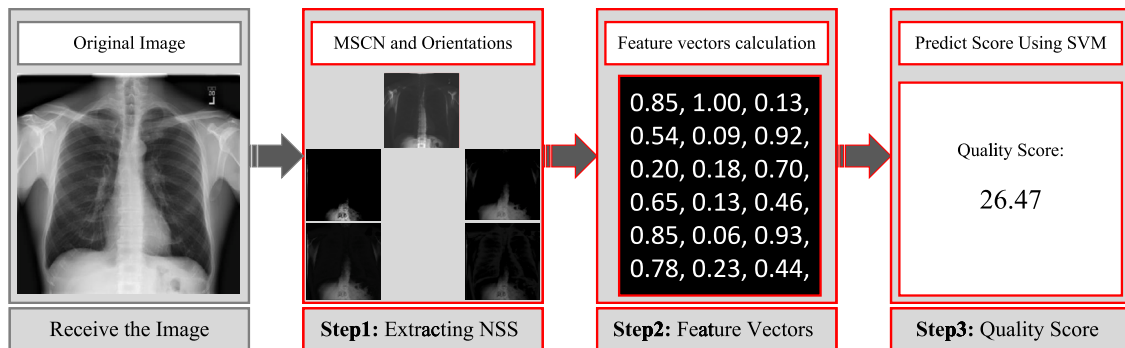 Original Image
MSCN and Orientations
Feature vectors calculation
Predict Score Using SVM
L
0.85, 1.00, 0.13,
0.54, 0.09, 0.92,
0.20, 0.18, 0.70,
0.65, 0.13, 0.46,
0.85, 0.06, 0.93,
0.78, 0.23, 0.44,
Quality Score:
26.47
Receive the Image
Step1: Extracting NSS
Step2: Feature Vectors
Step3: Quality Score